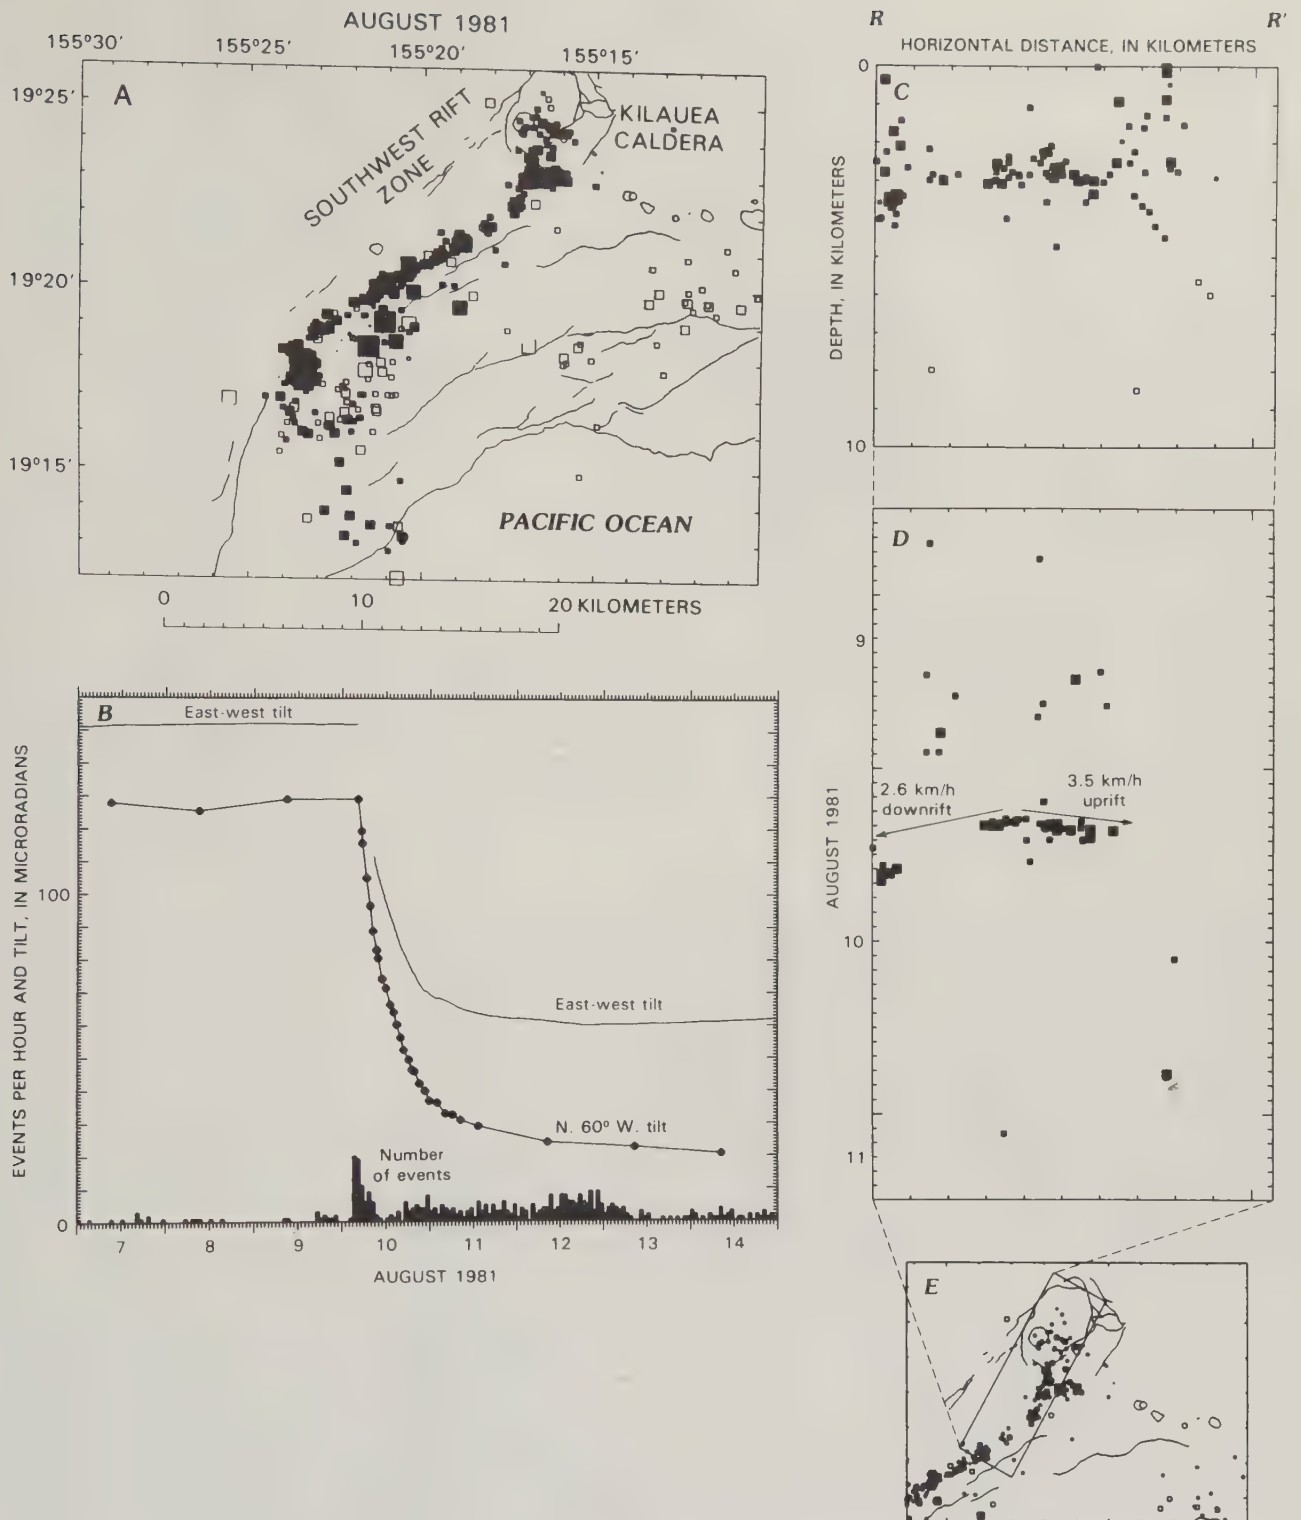 AUGUST 1981
155°30′ 155°25′ 155°20′ 155°15′
A
19°25′
19°20′
19°15′
SOUTHWEST RIFT
ZONE
KILAUEA
CALDERA
PACIFIC OCEAN
0 10 20 KILOMETERS
B
East-west tilt
EVENTS PER HOUR AND TILT, IN MICRORADIANS
100
0
East-west tilt
N. 60° W. tilt
Number
of events
7 8 9 10 11 12 13 14
AUGUST 1981
R R'
HORIZONTAL DISTANCE, IN KILOMETERS
0
C
DEPTH, IN KILOMETERS
10
D
9
2.6 km/h
downrift
3.5 km/h
uprift
AUGUST 1981
10
11
E